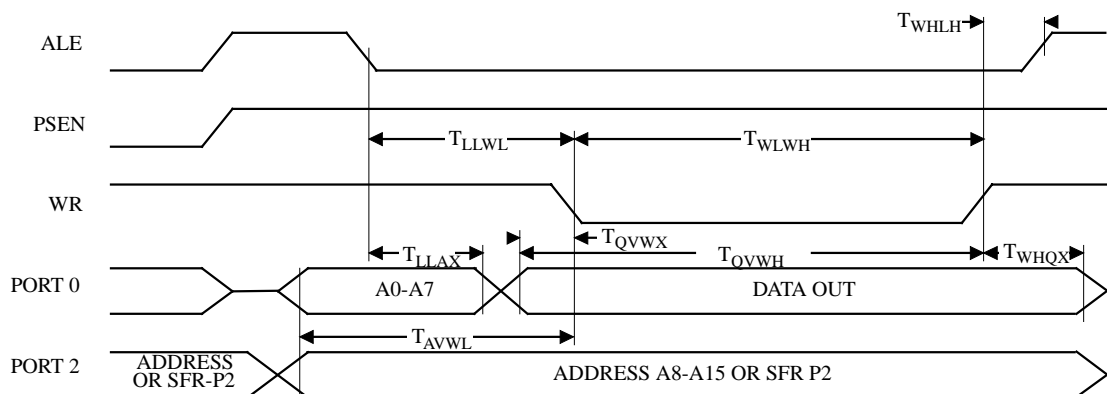 T_WHLH
ALE
PSEN
T_LLWL
T_WLWH
WR
T_QVWX
T_LLAX
T_QVWH
T_WHQX
PORT 0
A0-A7
DATA OUT
T_AVWL
PORT 2
ADDRESS
OR SFR-P2
ADDRESS A8-A15 OR SFR P2